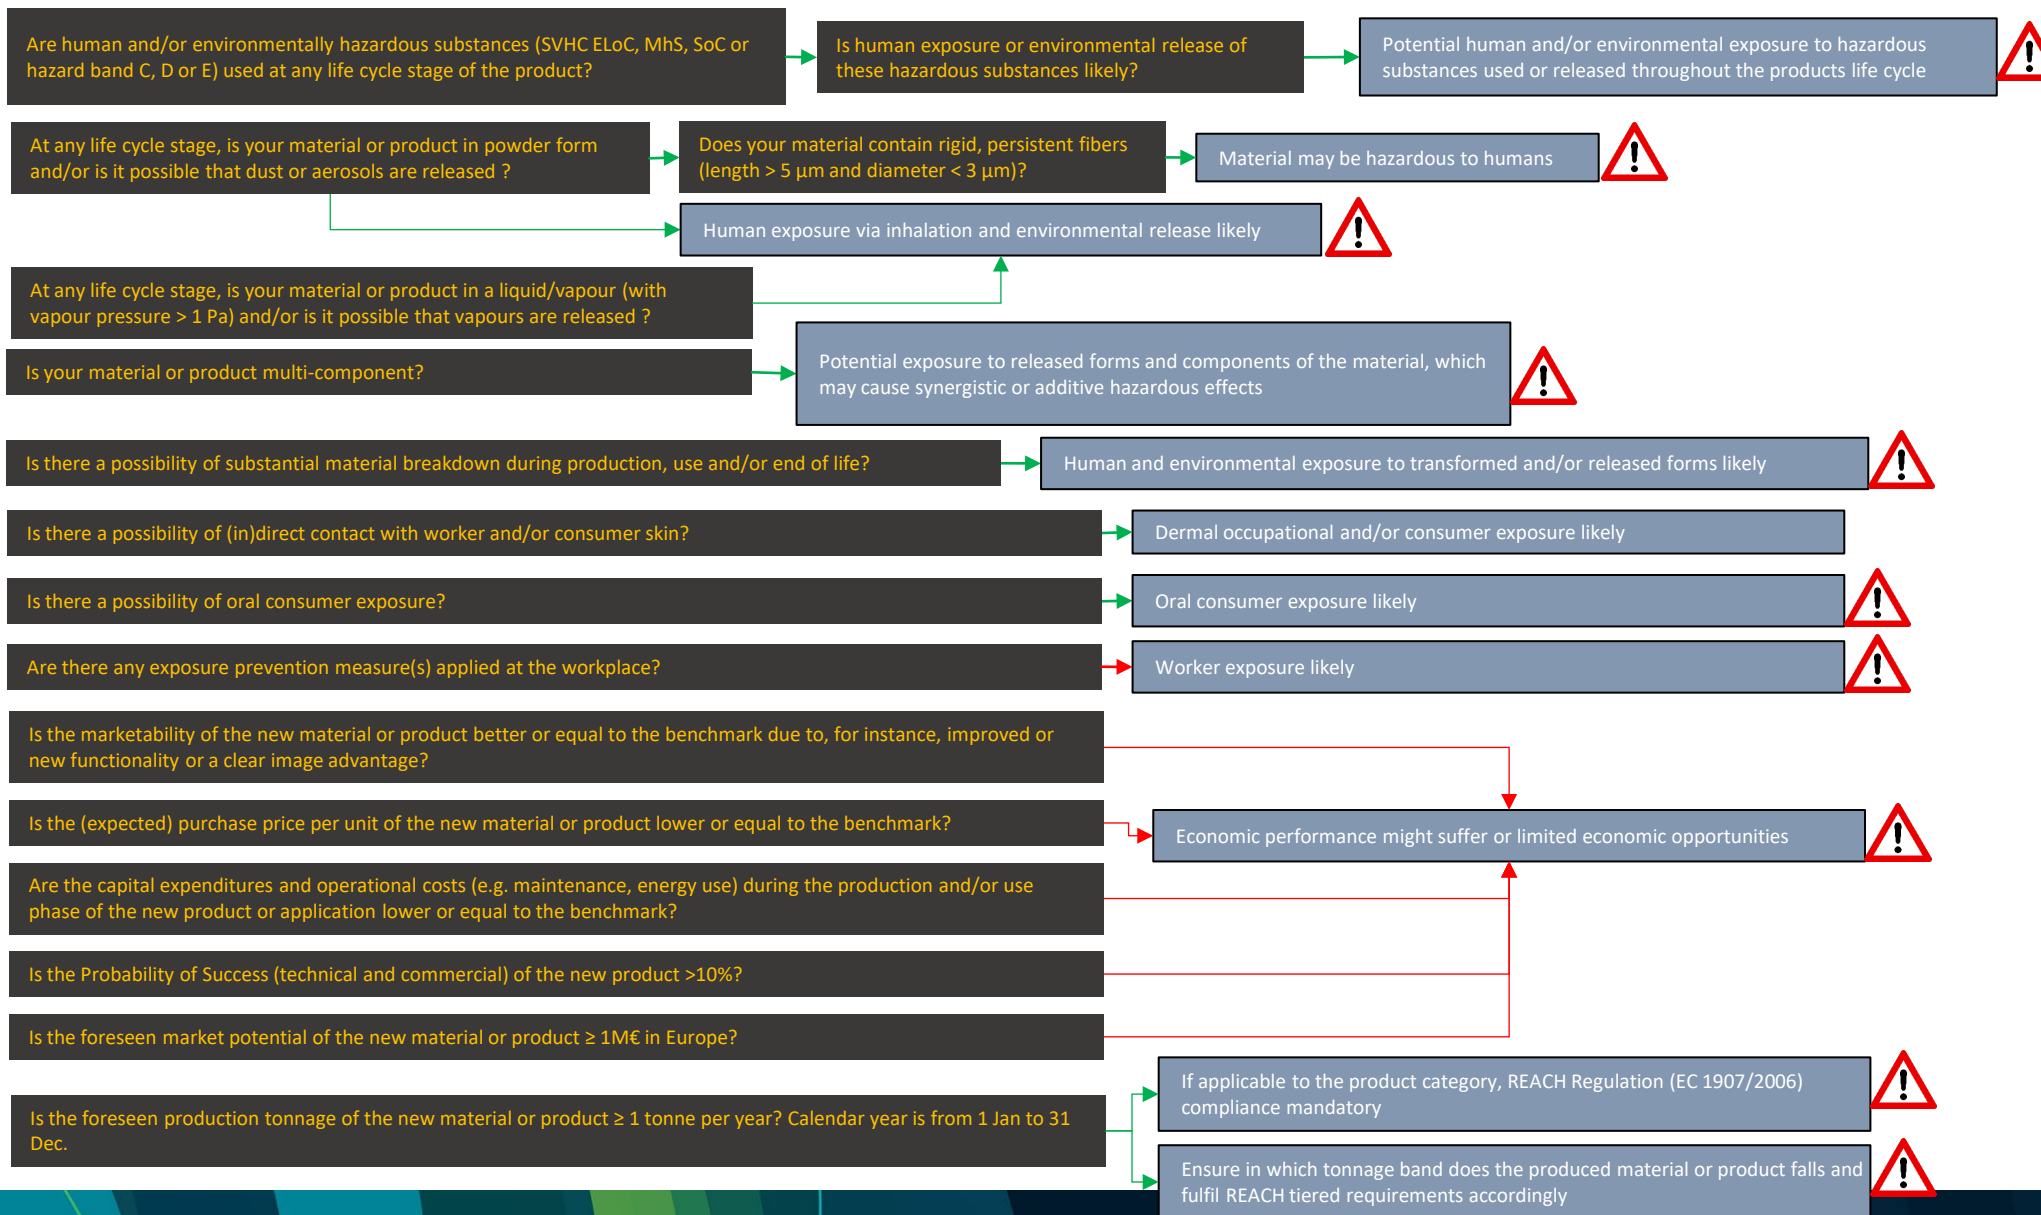 Are human and/or environmentally hazardous substances (SVHC ELoC, MhS, SoC or
hazard band C, D or E) used at any life cycle stage of the product?
Is human exposure or environmental release of
these hazardous substances likely?
Potential human and/or environmental exposure to hazardous
substances used or released throughout the products life cycle
At any life cycle stage, is your material or product in powder form
and/or is it possible that dust or aerosols are released ?
Does your material contain rigid, persistent fibers
(length > 5 µm and diameter < 3 µm)?
Material may be hazardous to humans
Human exposure via inhalation and environmental release likely
At any life cycle stage, is your material or product in a liquid/vapour (with
vapour pressure > 1 Pa) and/or is it possible that vapours are released ?
Is your material or product multi-component?
Potential exposure to released forms and components of the material, which
may cause synergistic or additive hazardous effects
Is there a possibility of substantial material breakdown during production, use and/or end of life?
Human and environmental exposure to transformed and/or released forms likely
Is there a possibility of (in)direct contact with worker and/or consumer skin?
Dermal occupational and/or consumer exposure likely
Is there a possibility of oral consumer exposure?
Oral consumer exposure likely
Are there any exposure prevention measure(s) applied at the workplace?
Worker exposure likely
Is the marketability of the new material or product better or equal to the benchmark due to, for instance, improved or
new functionality or a clear image advantage?
Is the (expected) purchase price per unit of the new material or product lower or equal to the benchmark?
Economic performance might suffer or limited economic opportunities
Are the capital expenditures and operational costs (e.g. maintenance, energy use) during the production and/or use
phase of the new product or application lower or equal to the benchmark?
Is the Probability of Success (technical and commercial) of the new product >10%?
Is the foreseen market potential of the new material or product ≥ 1M€ in Europe?
Is the foreseen production tonnage of the new material or product ≥ 1 tonne per year? Calendar year is from 1 Jan to 31
Dec.
If applicable to the product category, REACH Regulation (EC 1907/2006)
compliance mandatory
Ensure in which tonnage band does the produced material or product falls and
fulfil REACH tiered requirements accordingly